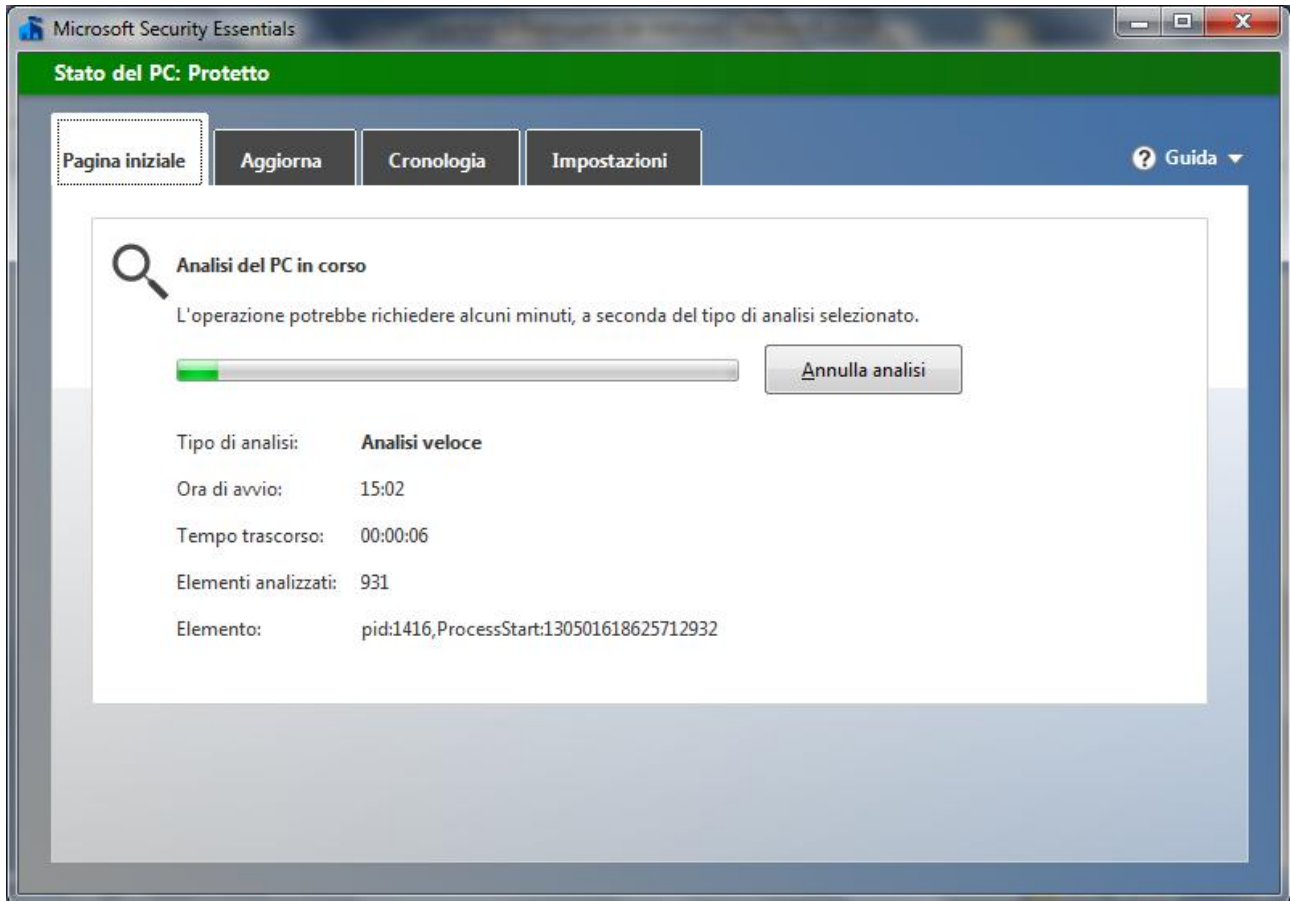 Microsoft Security Essentials
Stato del PC: Protetto
Pagina iniziale Aggiorna Cronologia Impostazioni ? Guida
Analisi del PC in corso
L'operazione potrebbe richiedere alcuni minuti, a seconda del tipo di analisi selezionato.
Annulla analisi
Tipo di analisi: Analisi veloce
Ora di avvio: 15:02
Tempo trascorso: 00:00:06
Elementi analizzati: 931
Elemento: pid:1416,ProcessStart:130501618625712932